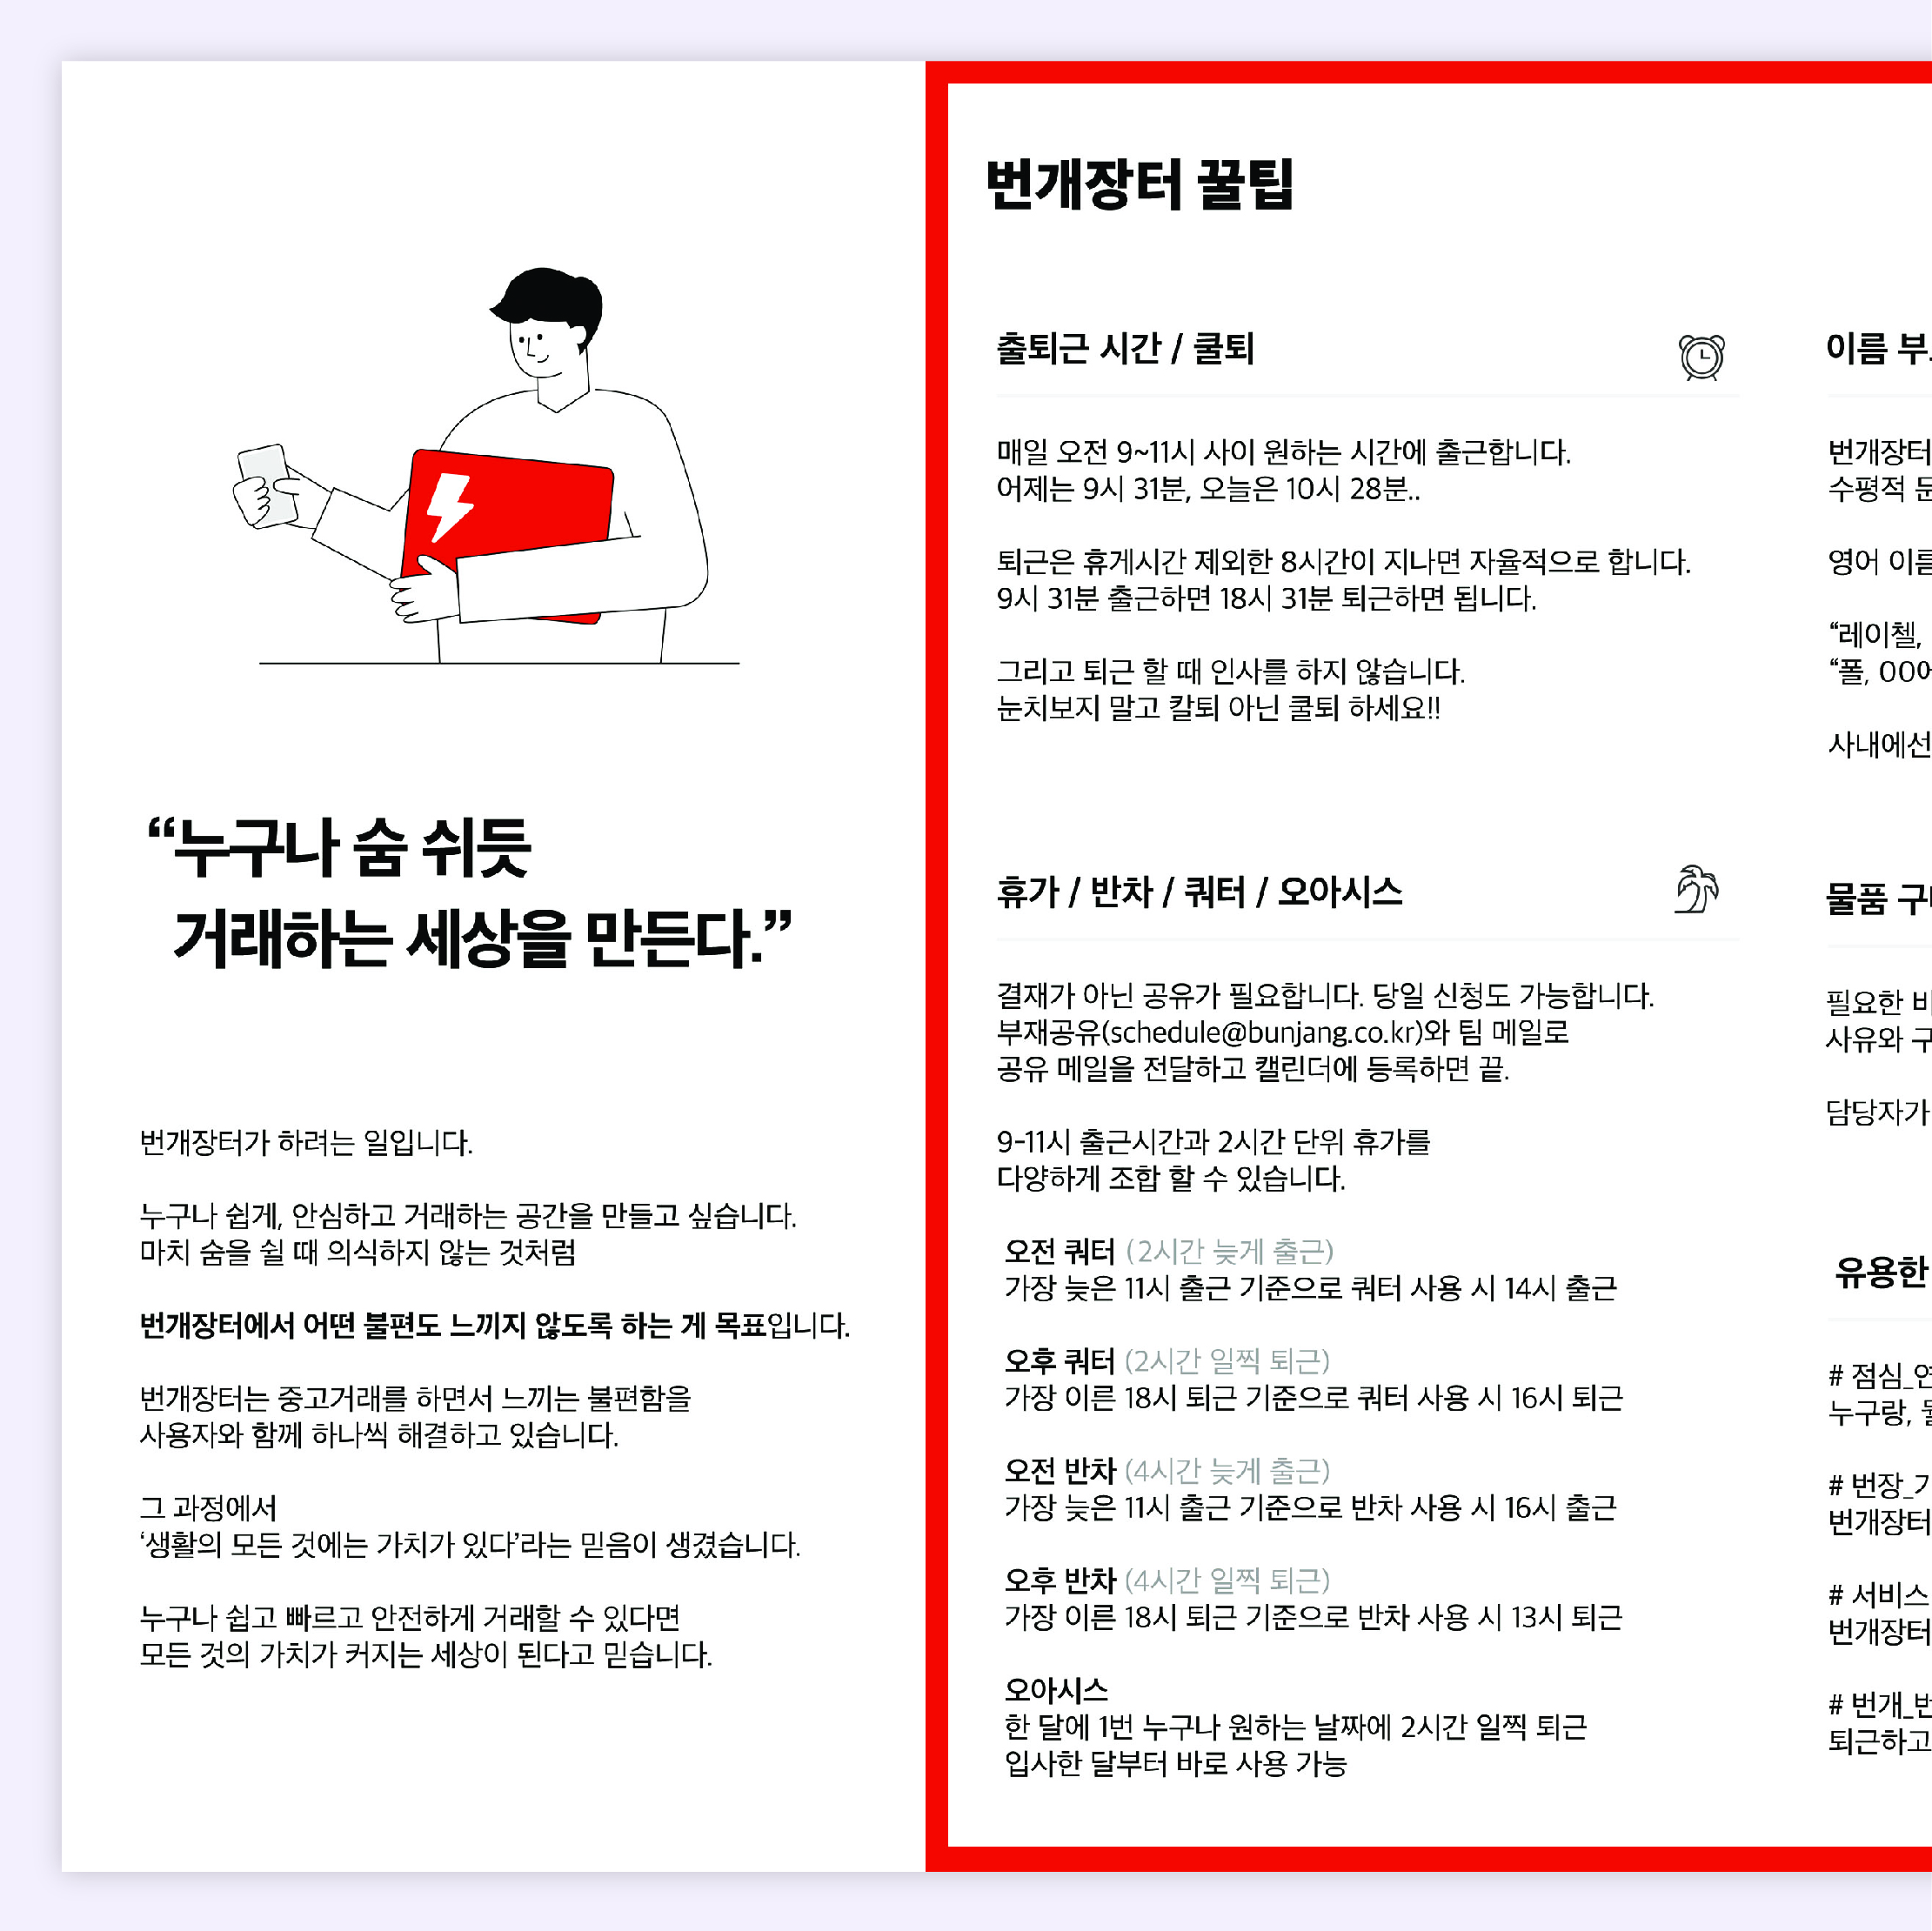 “누구나 숨 쉬듯
거래하는 세상을 만든다.”
번개장터가 하려는 일입니다.
누구나 쉽게, 안심하고 거래하는 공간을 만들고 싶습니다.
마치 숨을 쉴 때 의식하지 않는 것처럼
번개장터에서 어떤 불편도 느끼지 않도록 하는 게 목표입니다.
번개장터는 중고거래를 하면서 느끼는 불편함을
사용자와 함께 하나씩 해결하고 있습니다.
그 과정에서
‘생활의 모든 것에는 가치가 있다’라는 믿음이 생겼습니다.
누구나 쉽고 빠르고 안전하게 거래할 수 있다면
모든 것의 가치가 커지는 세상이 된다고 믿습니다.
번개장터 꿀팁
출퇴근 시간 / 쿨퇴
매일 오전 9~11시 사이 원하는 시간에 출근합니다.
어제는 9시 31분, 오늘은 10시 28분..
퇴근은 휴게시간 제외한 8시간이 지나면 자율적으로 합니다.
9시 31분 출근하면 18시 31분 퇴근하면 됩니다.
그리고 퇴근 할 때 인사를 하지 않습니다.
눈치보지 말고 칼퇴 아닌 쿨퇴 하세요!!
휴가 / 반차 / 쿼터 / 오아시스
결재가 아닌 공유가 필요합니다. 당일 신청도 가능합니다.
부재공유(schedule@bunjang.co.kr)와 팀 메일로
공유 메일을 전달하고 캘린더에 등록하면 끝.
9-11시 출근시간과 2시간 단위 휴가를
다양하게 조합 할 수 있습니다.
오전 쿼터 (2시간 늦게 출근)
가장 늦은 11시 출근 기준으로 쿼터 사용 시 14시 출근
오후 쿼터 (2시간 일찍 퇴근)
가장 이른 18시 퇴근 기준으로 쿼터 사용 시 16시 퇴근
오전 반차 (4시간 늦게 출근)
가장 늦은 11시 출근 기준으로 반차 사용 시 16시 출근
오후 반차 (4시간 일찍 퇴근)
가장 이른 18시 퇴근 기준으로 반차 사용 시 13시 퇴근
오아시스
한 달에 1번 누구나 원하는 날짜에 2시간 일찍 퇴근
입사한 달부터 바로 사용 가능
이름
번개장터
수평적
영어
“레이첼,
“폴,
사내에선
물품
필요한
사유와
담당자가
유용한
# 점심_
누구랑,
# 번장_
번개장터
# 서비스
번개장터
# 번개_
퇴근하고